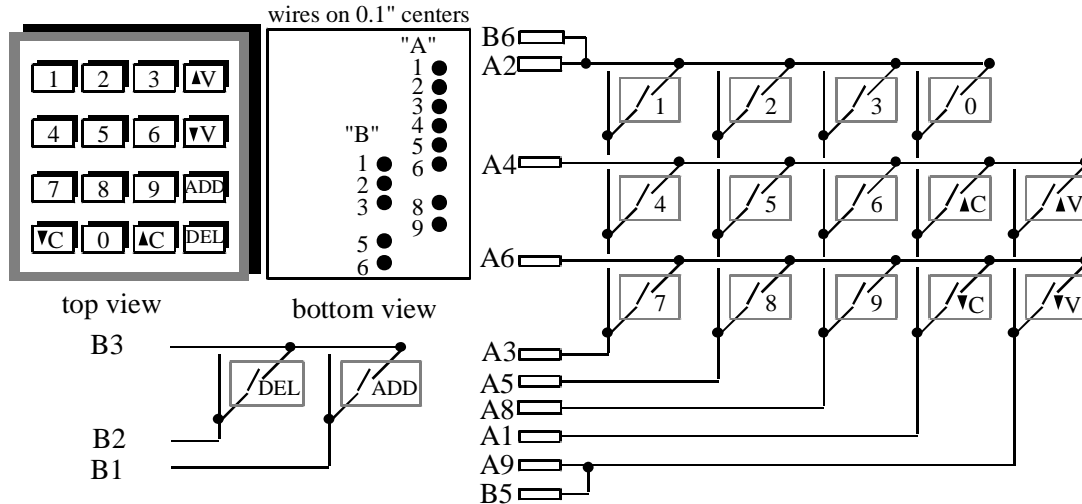 wires on 0.1" centers
1 2 3 ▲V
4 5 6 ▼V
7 8 9 ADD
▼C 0 ▲C DEL
top view
"A"
1
2
3
4
5
6
8
9
"B"
1
2
3
5
6
bottom view
B3
DEL ADD
B2
B1
B6
A2
1 2 3 0
A4
4 5 6 ▲C ▲V
A6
7 8 9 ▼C ▼V
A3
A5
A8
A1
A9
B5